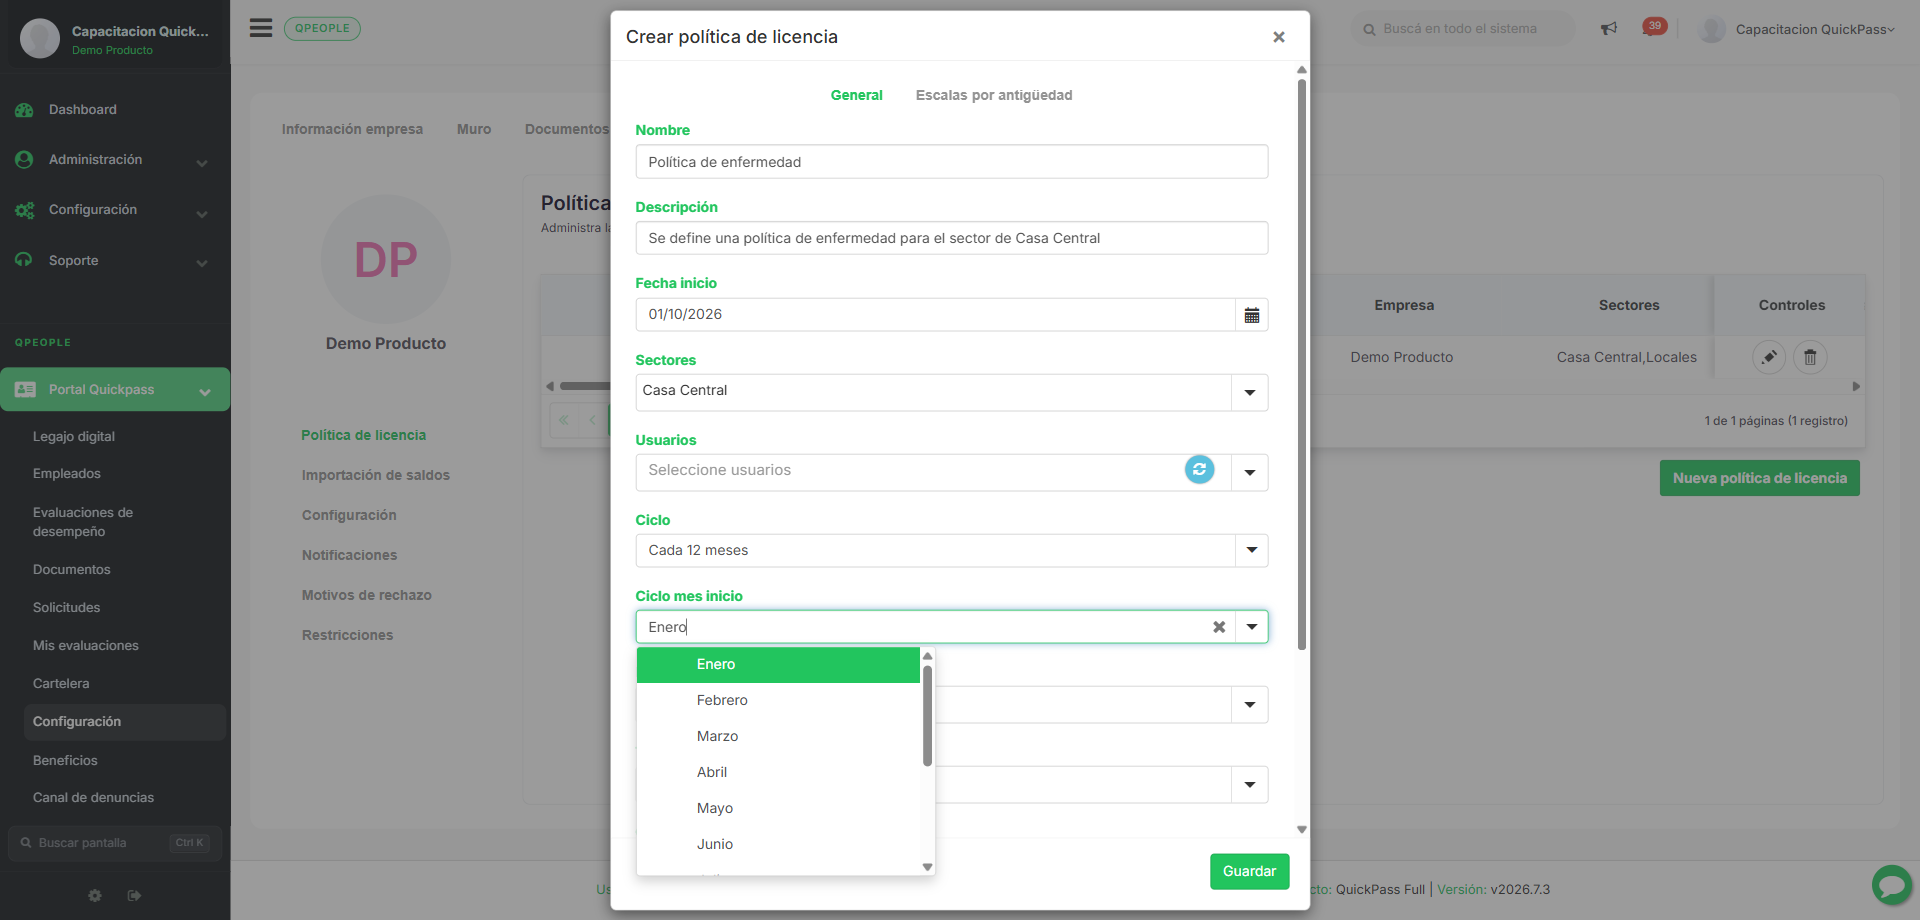 Capacitacion Quick...
Demo Producto
Dashboard
Administración
Configuración
Soporte
QPEOPLE
Portal Quickpass
Legajo digital
Empleados
Evaluaciones de
desempeño
Documentos
Solicitudes
Mis evaluaciones
Cartelera
Configuración
Beneficios
Canal de denuncias
Buscar pantalla
Ctrl K
QPEOPLE
Buscá en todo el sistema
39
Capacitacion QuickPass
Información empresa
Muro
Documentos
DP
Demo Producto
Política de licencia
Importación de saldos
Configuración
Notificaciones
Motivos de rechazo
Restricciones
Política
Administra la
Empresa
Sectores
Controles
Demo Producto
Casa Central,Locales
1 de 1 páginas (1 registro)
Nueva política de licencia
Crear política de licencia
General
Escalas por antigüedad
Nombre
Política de enfermedad
Descripción
Se define una política de enfermedad para el sector de Casa Central
Fecha inicio
01/10/2026
Sectores
Casa Central
Usuarios
Seleccione usuarios
Ciclo
Cada 12 meses
Ciclo mes inicio
Enero
Enero
Febrero
Marzo
Abril
Mayo
Junio
Guardar
Us
cto: QuickPass Full | Versión: v2026.7.3